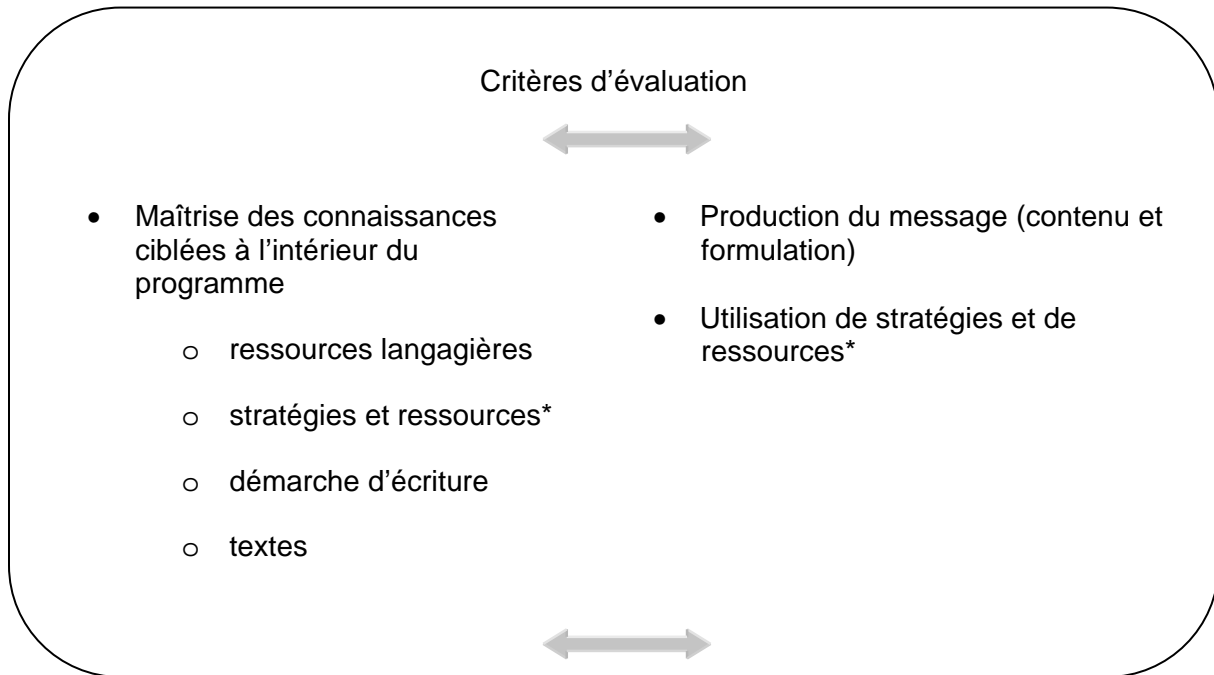 Critères d'évaluation
• Maîtrise des connaissances
ciblées à l'intérieur du
programme
o ressources langagières
o stratégies et ressources*
o démarche d'écriture
o textes
• Production du message (contenu et
formulation)
• Utilisation de stratégies et de
ressources*